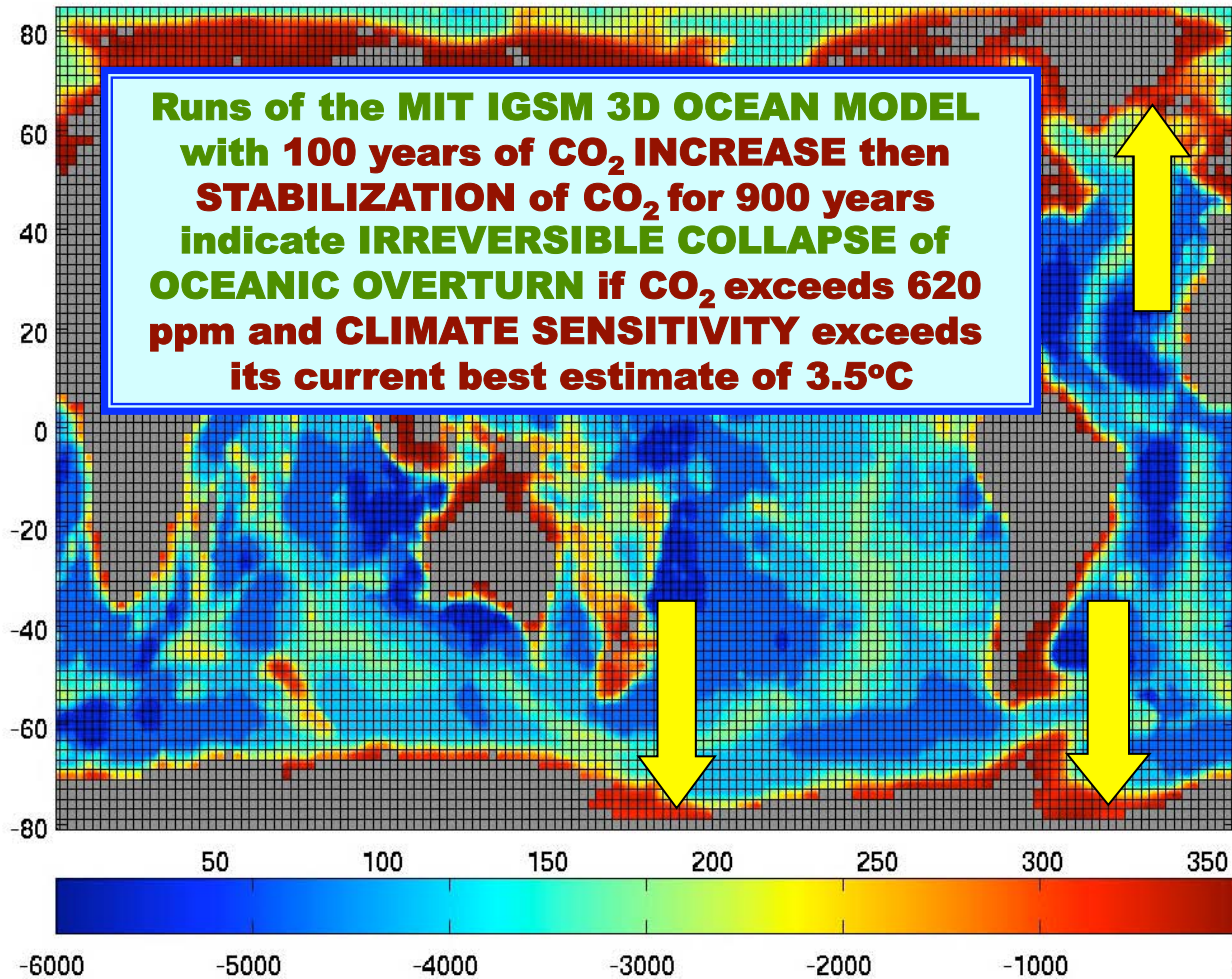 80
60
40
20
0
-20
-40
-60
-80
Runs of the MIT IGSM 3D OCEAN MODEL
with 100 years of CO₂ INCREASE then
STABILIZATION of CO₂ for 900 years
indicate IRREVERSIBLE COLLAPSE of
OCEANIC OVERTURN if CO₂ exceeds 620
ppm and CLIMATE SENSITIVITY exceeds
its current best estimate of 3.5°C
50 100 150 200 250 300 350
-6000 -5000 -4000 -3000 -2000 -1000